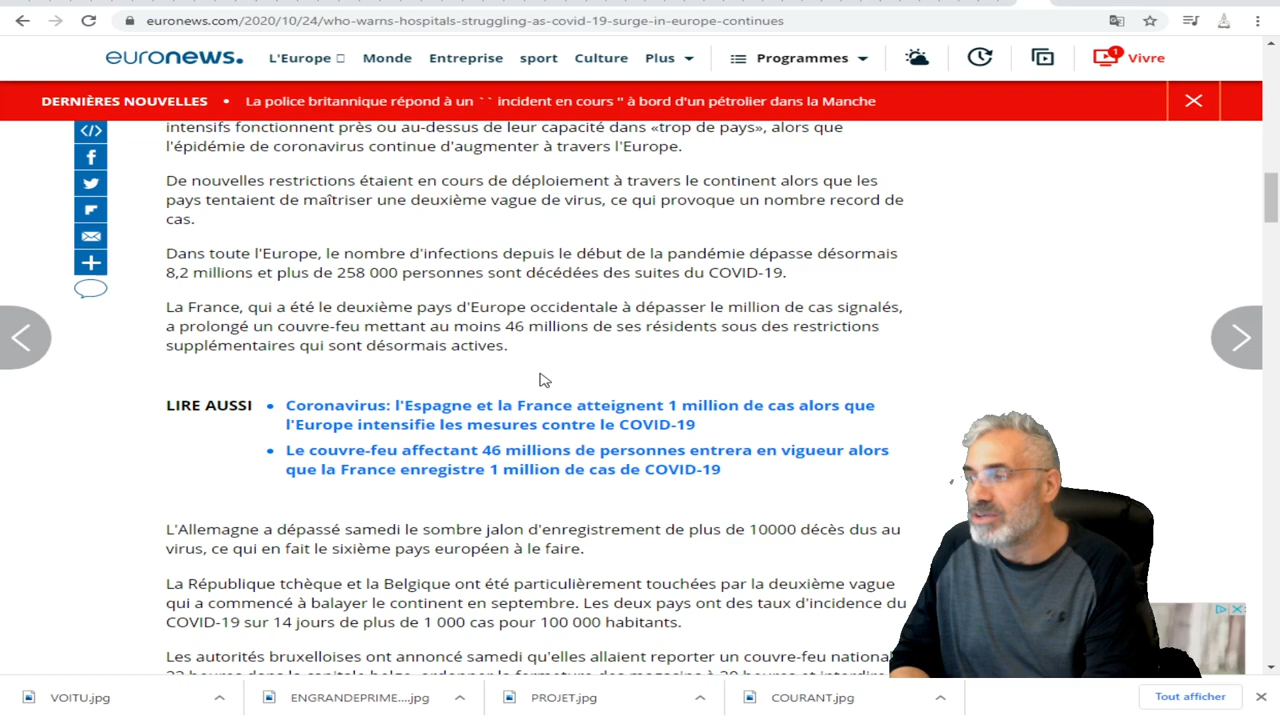 euronews.com/2020/10/24/who-warns-hospitals-struggling-as-covid-19-surge-in-europe-continues
euronews.
L'Europe
Monde
Entreprise
sport
Culture
Plus
Programmes
1
Vivre
DERNIÈRES NOUVELLES • La police britannique répond à un `` incident en cours '' à bord d'un pétrolier dans la Manche
intensifs fonctionnent près ou au-dessus de leur capacité dans «trop de pays», alors que
l'épidémie de coronavirus continue d'augmenter à travers l'Europe.
De nouvelles restrictions étaient en cours de déploiement à travers le continent alors que les
pays tentaient de maîtriser une deuxième vague de virus, ce qui provoque un nombre record de
cas.
Dans toute l'Europe, le nombre d'infections depuis le début de la pandémie dépasse désormais
8,2 millions et plus de 258 000 personnes sont décédées des suites du COVID-19.
La France, qui a été le deuxième pays d'Europe occidentale à dépasser le million de cas signalés,
a prolongé un couvre-feu mettant au moins 46 millions de ses résidents sous des restrictions
supplémentaires qui sont désormais actives.
LIRE AUSSI • Coronavirus: l'Espagne et la France atteignent 1 million de cas alors que
l'Europe intensifie les mesures contre le COVID-19
• Le couvre-feu affectant 46 millions de personnes entrera en vigueur alors
que la France enregistre 1 million de cas de COVID-19
L'Allemagne a dépassé samedi le sombre jalon d'enregistrement de plus de 10000 décès dus au
virus, ce qui en fait le sixième pays européen à le faire.
La République tchèque et la Belgique ont été particulièrement touchées par la deuxième vague
qui a commencé à balayer le continent en septembre. Les deux pays ont des taux d'incidence du
COVID-19 sur 14 jours de plus de 1 000 cas pour 100 000 habitants.
Les autorités bruxelloises ont annoncé samedi qu'elles allaient reporter un couvre-feu national
VOITU.jpg
ENGRANDEPRIME....jpg
PROJET.jpg
COURANT.jpg
Tout afficher